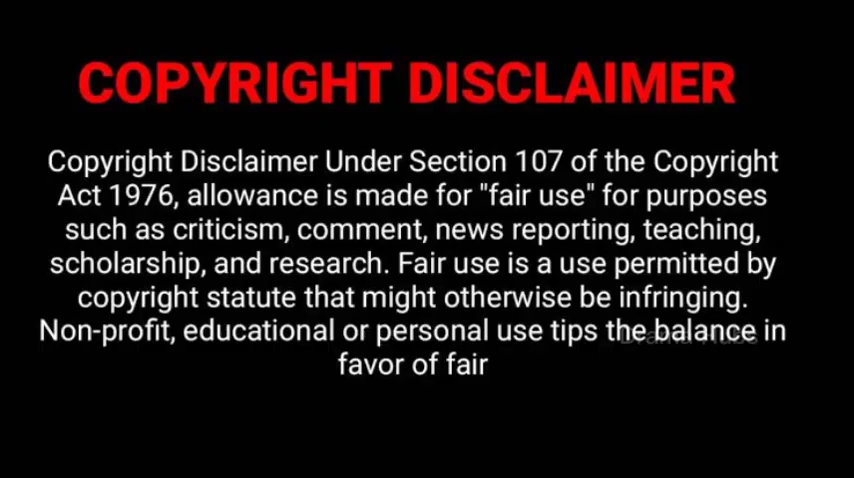 COPYRIGHT DISCLAIMER
Copyright Disclaimer Under Section 107 of the Copyright
Act 1976, allowance is made for "fair use" for purposes
such as criticism, comment, news reporting, teaching,
scholarship, and research. Fair use is a use permitted by
copyright statute that might otherwise be infringing.
Non-profit, educational or personal use tips the balance in
favor of fair